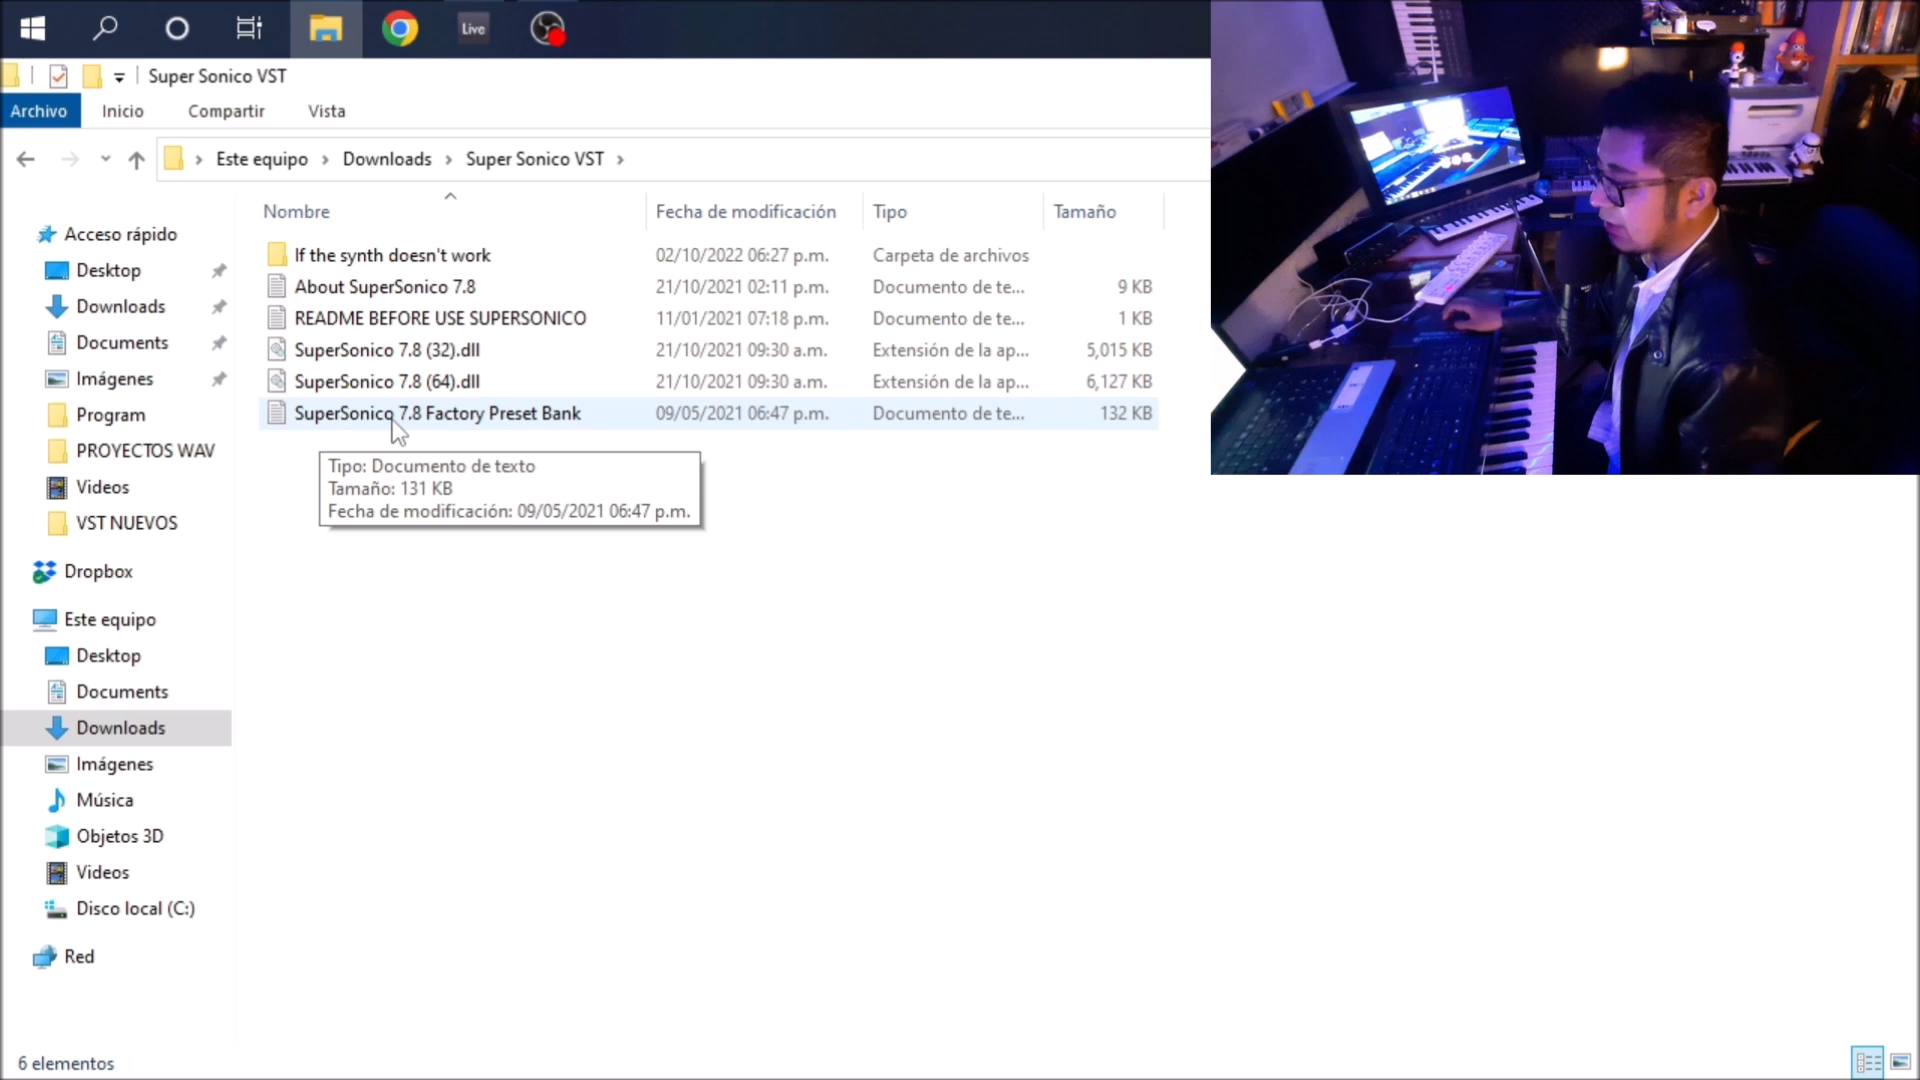 Live
Super Sonico VST
Archivo Inicio Compartir Vista
Este equipo Downloads Super Sonico VST
Nombre Fecha de modificación Tipo Tamaño
If the synth doesn't work 02/10/2022 06:27 p.m. Carpeta de archivos
About SuperSonico 7.8 21/10/2021 02:11 p.m. Documento de te... 9 KB
README BEFORE USE SUPERSONICO 11/01/2021 07:18 p.m. Documento de te... 1 KB
SuperSonico 7.8 (32).dll 21/10/2021 09:30 a.m. Extensión de la ap... 5,015 KB
SuperSonico 7.8 (64).dll 21/10/2021 09:30 a.m. Extensión de la ap... 6,127 KB
SuperSonico 7.8 Factory Preset Bank 09/05/2021 06:47 p.m. Documento de te... 132 KB
Tipo: Documento de texto
Tamaño: 131 KB
Fecha de modificación: 09/05/2021 06:47 p.m.
Acceso rápido
Desktop
Downloads
Documents
Imágenes
Program
PROYECTOS WAV
Videos
VST NUEVOS
Dropbox
Este equipo
Desktop
Documents
Downloads
Imágenes
Música
Objetos 3D
Videos
Disco local (C:)
Red
6 elementos